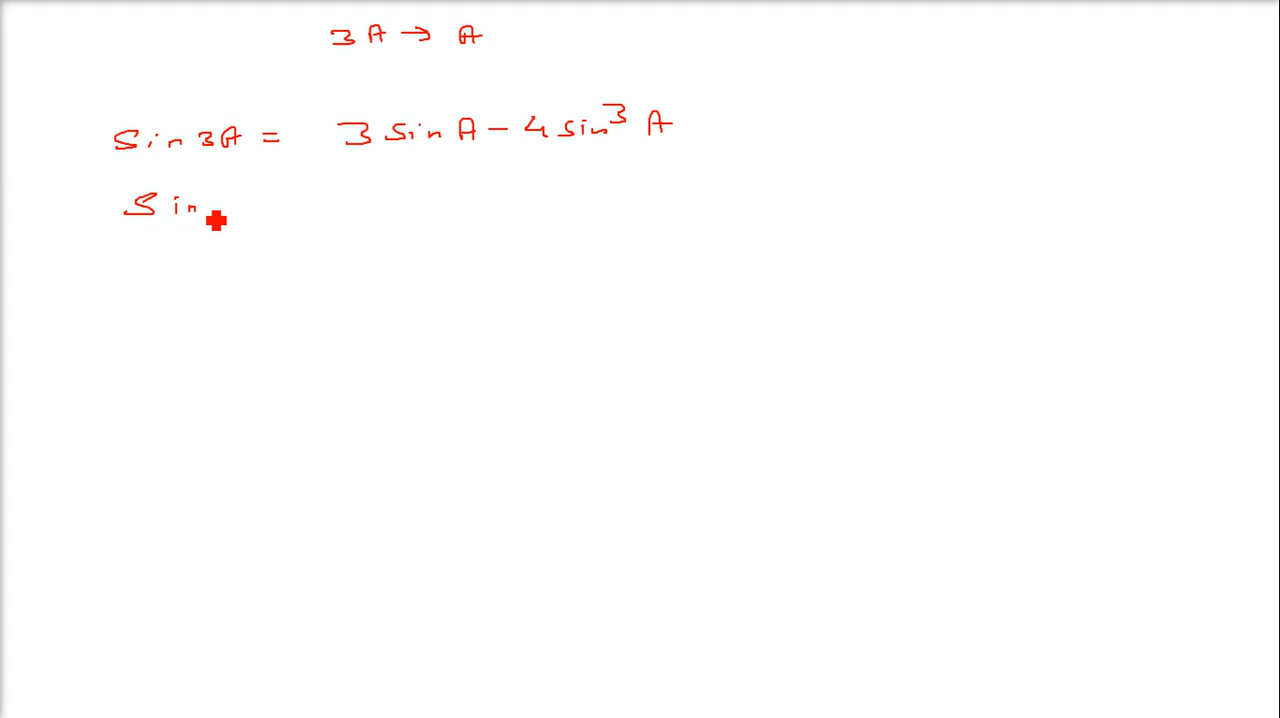 3A → A
Sin 3A = 3 sin A - 4 sin³ A
Sin